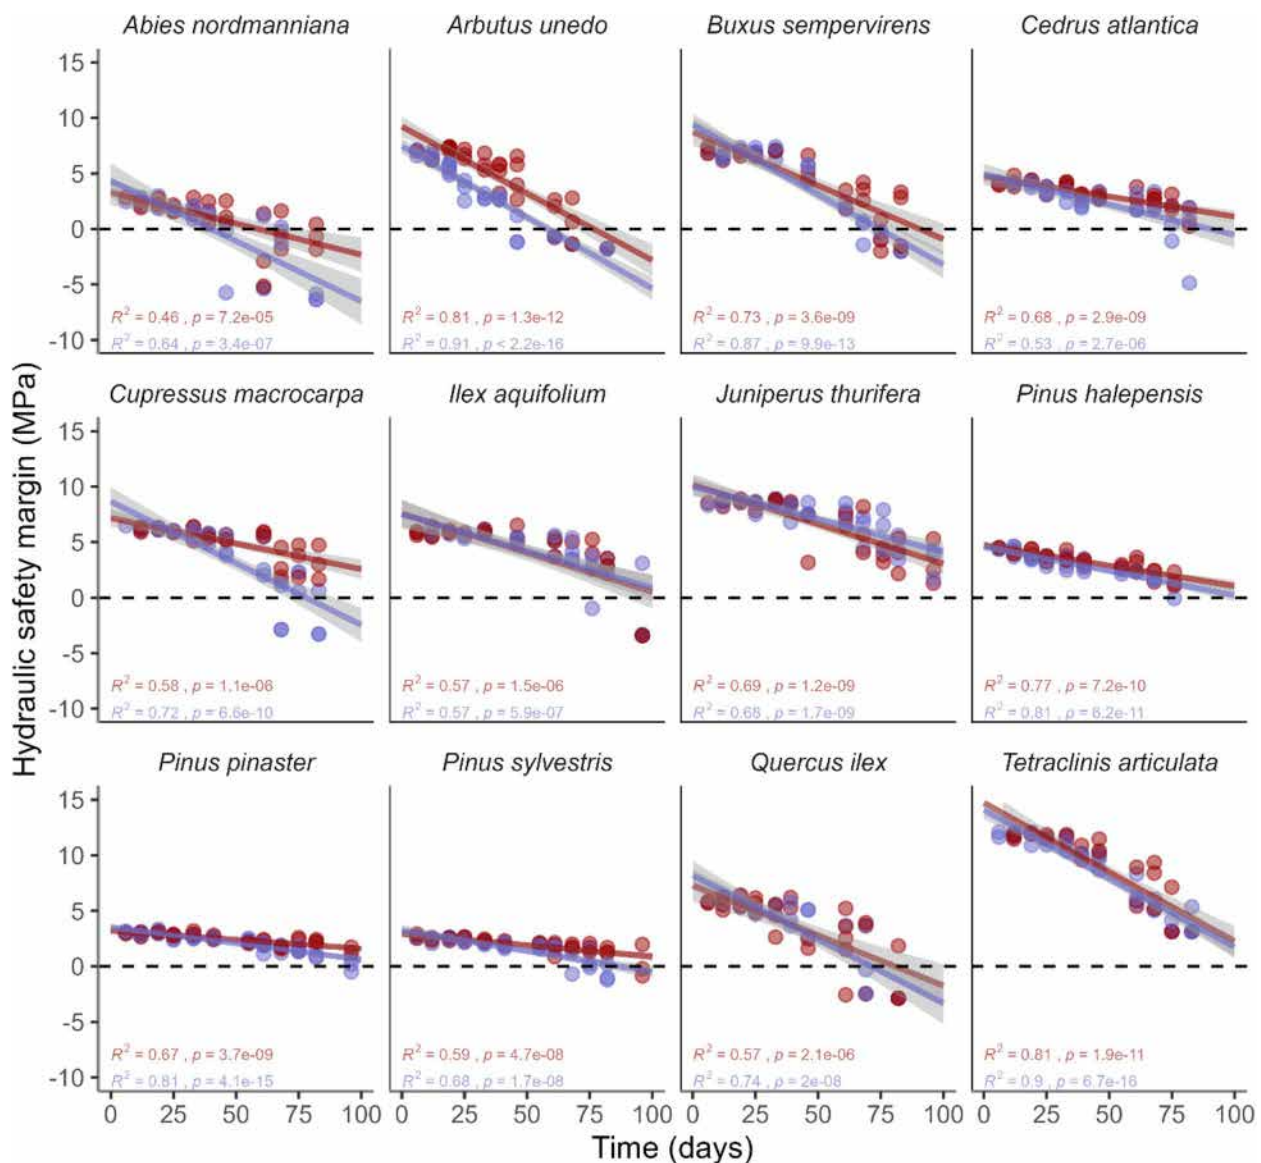 Abies nordmanniana
Arbutus unedo
Buxus sempervirens
Cedrus atlantica
15
10
5
0
-5
-10
R² = 0.46 , p = 7.2e-05
R² = 0.64 , p = 3.4e-07
R² = 0.81 , p = 1.3e-12
R² = 0.91 , p < 2.2e-16
R² = 0.73 , p = 3.6e-09
R² = 0.87 , p = 9.9e-13
R² = 0.68 , p = 2.9e-09
R² = 0.53 , p = 2.7e-06
Hydraulic safety margin (MPa)
Cupressus macrocarpa
Ilex aquifolium
Juniperus thurifera
Pinus halepensis
15
10
5
0
-5
-10
R² = 0.58 , p = 1.1e-06
R² = 0.72 , p = 6.6e-10
R² = 0.57 , p = 1.5e-06
R² = 0.57 , p = 5.9e-07
R² = 0.69 , p = 1.2e-09
R² = 0.68 , p = 1.7e-09
R² = 0.77 , p = 7.2e-10
R² = 0.81 , p = 6.2e-11
Pinus pinaster
Pinus sylvestris
Quercus ilex
Tetraclinis articulata
15
10
5
0
-5
-10
R² = 0.67 , p = 3.7e-09
R² = 0.81 , p = 4.1e-15
R² = 0.59 , p = 4.7e-08
R² = 0.68 , p = 1.7e-08
R² = 0.57 , p = 2.1e-06
R² = 0.74 , p = 2e-08
R² = 0.81 , p = 1.9e-11
R² = 0.9 , p = 6.7e-16
0 25 50 75 100
0 25 50 75 100
0 25 50 75 100
0 25 50 75 100
Time (days)